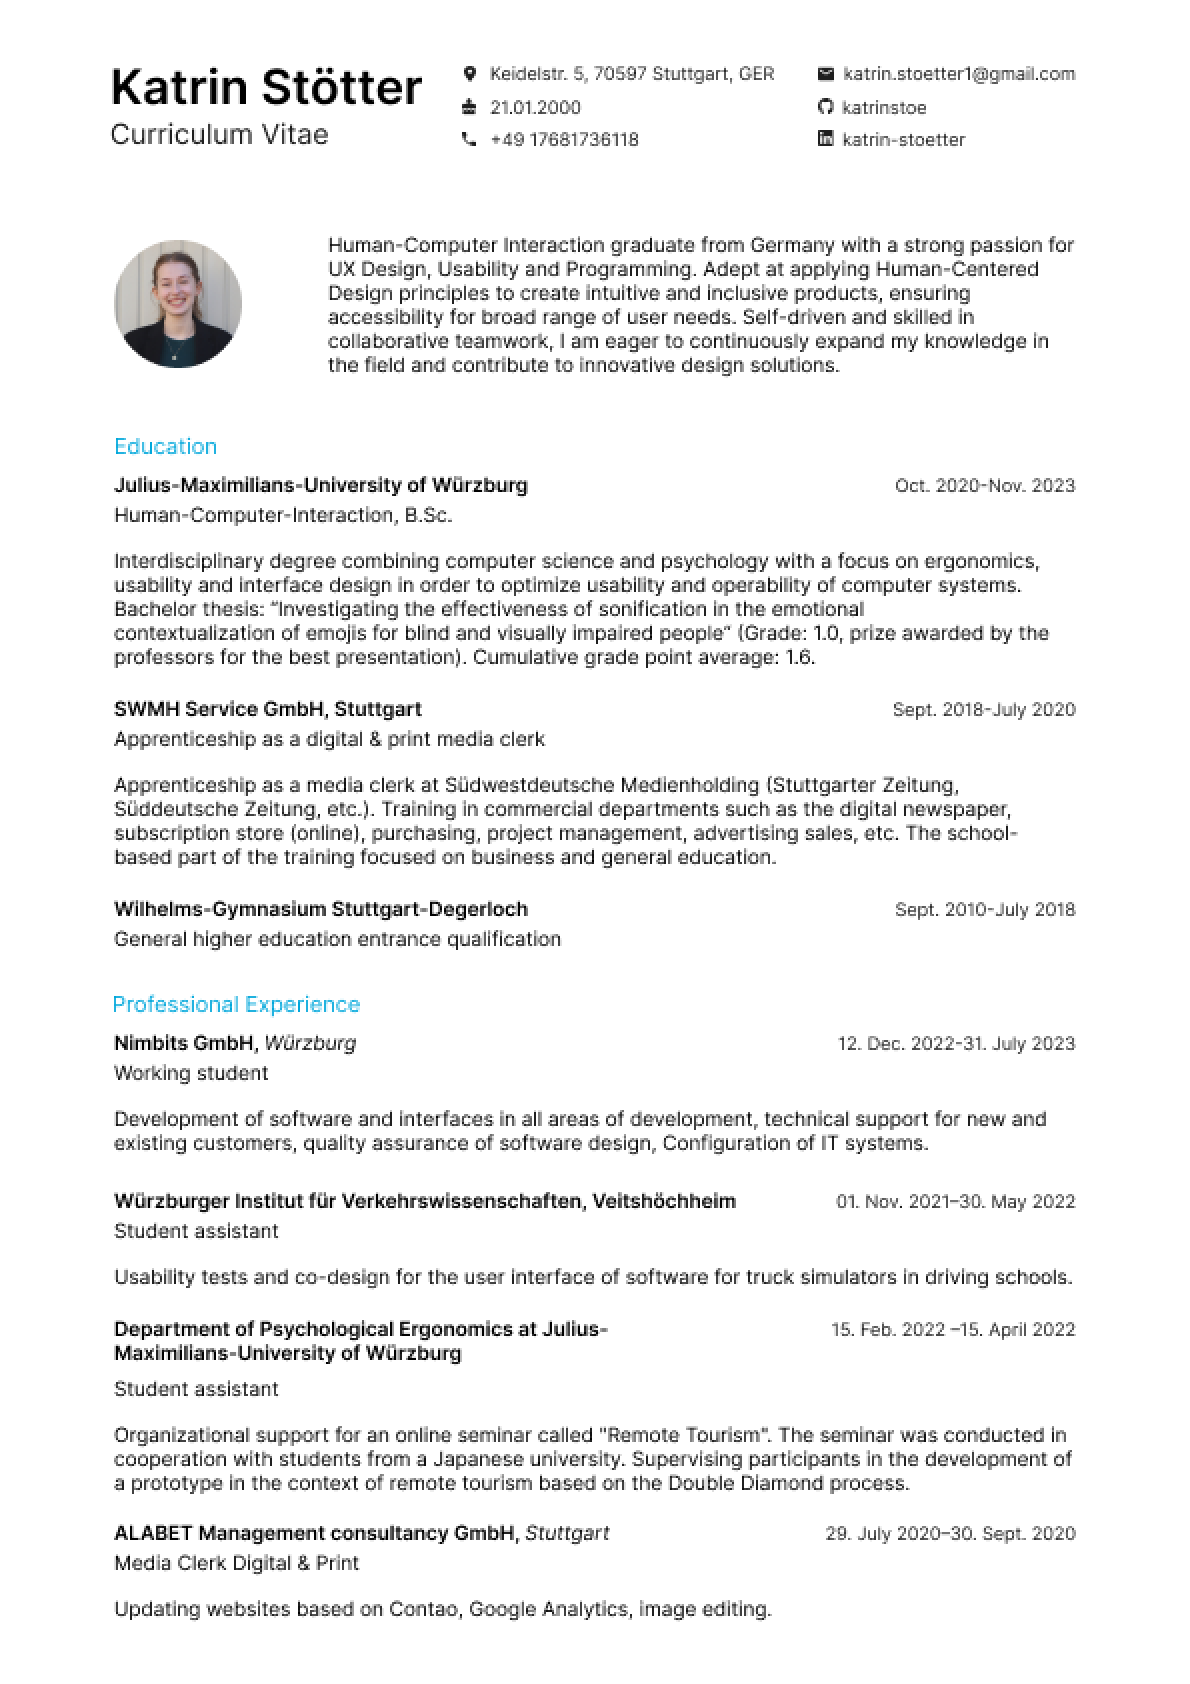 Katrin Stötter
Curriculum Vitae
Keidelstr. 5, 70597 Stuttgart, GER
21.01.2000
+49 17681736118
katrin.stoetter1@gmail.com
katrinstoe
katrin-stoetter
Human-Computer Interaction graduate from Germany with a strong passion for
UX Design, Usability and Programming. Adept at applying Human-Centered
Design principles to create intuitive and inclusive products, ensuring
accessibility for broad range of user needs. Self-driven and skilled in
collaborative teamwork, I am eager to continuously expand my knowledge in
the field and contribute to innovative design solutions.
Education
Julius-Maximilians-University of Würzburg Oct. 2020-Nov. 2023
Human-Computer-Interaction, B.Sc.
Interdisciplinary degree combining computer science and psychology with a focus on ergonomics,
usability and interface design in order to optimize usability and operability of computer systems.
Bachelor thesis: “Investigating the effectiveness of sonification in the emotional
contextualization of emojis for blind and visually impaired people“ (Grade: 1.0, prize awarded by the
professors for the best presentation). Cumulative grade point average: 1.6.
SWMH Service GmbH, Stuttgart Sept. 2018-July 2020
Apprenticeship as a digital & print media clerk
Apprenticeship as a media clerk at Südwestdeutsche Medienholding (Stuttgarter Zeitung,
Süddeutsche Zeitung, etc.). Training in commercial departments such as the digital newspaper,
subscription store (online), purchasing, project management, advertising sales, etc. The school-
based part of the training focused on business and general education.
Wilhelms-Gymnasium Stuttgart-Degerloch Sept. 2010-July 2018
General higher education entrance qualification
Professional Experience
Nimbits GmbH, Würzburg 12. Dec. 2022-31. July 2023
Working student
Development of software and interfaces in all areas of development, technical support for new and
existing customers, quality assurance of software design, Configuration of IT systems.
Würzburger Institut für Verkehrswissenschaften, Veitshöchheim 01. Nov. 2021–30. May 2022
Student assistant
Usability tests and co-design for the user interface of software for truck simulators in driving schools.
Department of Psychological Ergonomics at Julius- 15. Feb. 2022 –15. April 2022
Maximilians-University of Würzburg
Student assistant
Organizational support for an online seminar called "Remote Tourism". The seminar was conducted in
cooperation with students from a Japanese university. Supervising participants in the development of
a prototype in the context of remote tourism based on the Double Diamond process.
ALABET Management consultancy GmbH, Stuttgart 29. July 2020–30. Sept. 2020
Media Clerk Digital & Print
Updating websites based on Contao, Google Analytics, image editing.